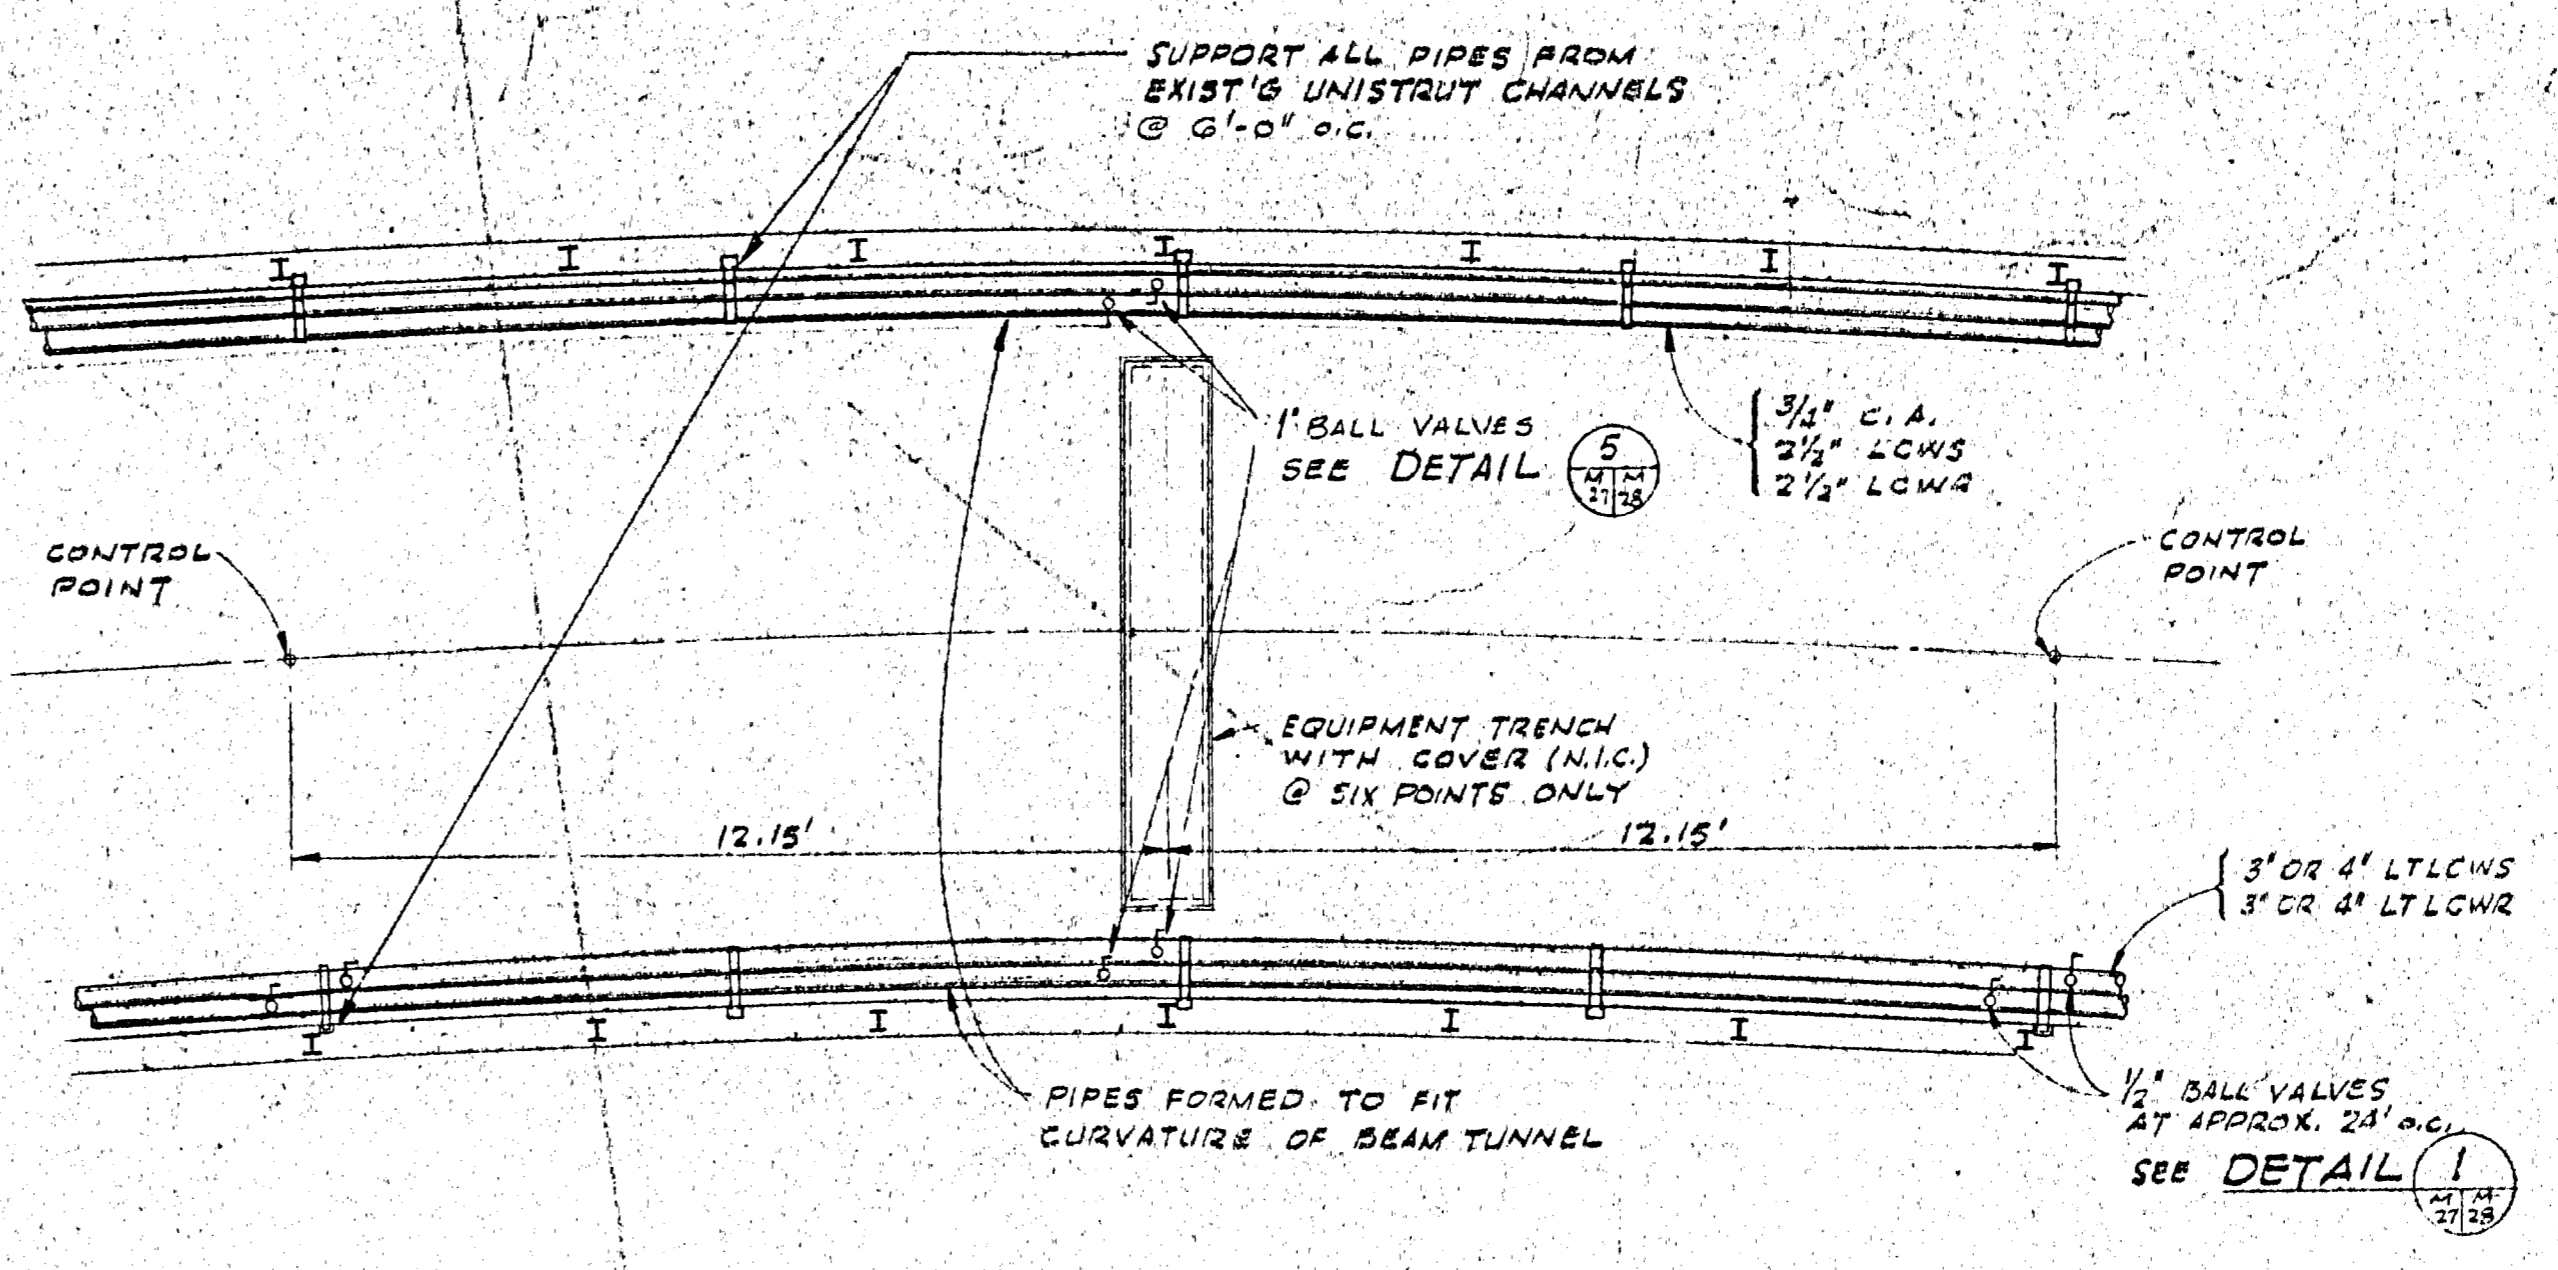 SUPPORT ALL PIPES FROM
EXIST'G UNISTRUT CHANNELS
@ 6'-0" O.C.
I I I I I I I
1" BALL VALVES
SEE DETAIL 5
M M
27 28
3/4" C.A.
2½" LCWS
2½" LCWR
CONTROL
POINT
CONTROL
POINT
EQUIPMENT TRENCH
WITH COVER (N.I.C.)
@ SIX POINTS ONLY
12.15'
12.15'
3" OR 4" LTLCWS
3" OR 4" LTLCWR
I I I I I I I
PIPES FORMED TO FIT
CURVATURE OF BEAM TUNNEL
½" BALL VALVES
AT APPROX. 24' O.C.
SEE DETAIL 1
M M
27 28